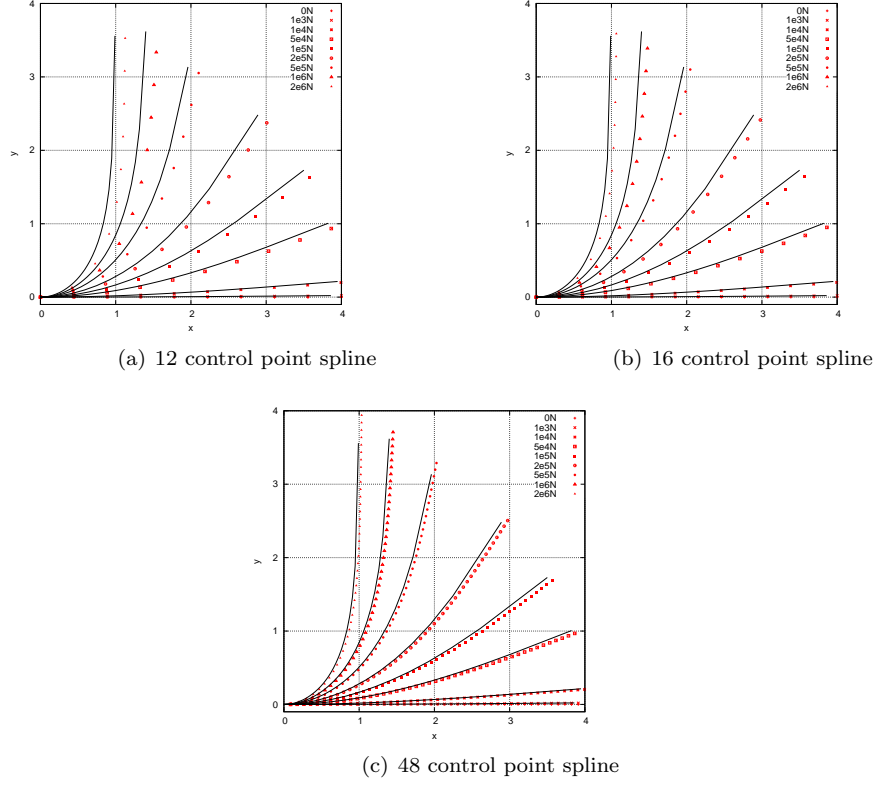 0N
1e3N
1e4N
5e4N
1e5N
2e5N
5e5N
1e6N
2e6N
4
3
2
1
0
y
0 1 2 3 4
x
(a) 12 control point spline
0N
1e3N
1e4N
5e4N
1e5N
2e5N
5e5N
1e6N
2e6N
4
3
2
1
0
y
0 1 2 3 4
x
(b) 16 control point spline
0N
1e3N
1e4N
5e4N
1e5N
2e5N
5e5N
1e6N
2e6N
4
3
2
1
0
y
0 1 2 3 4
x
(c) 48 control point spline